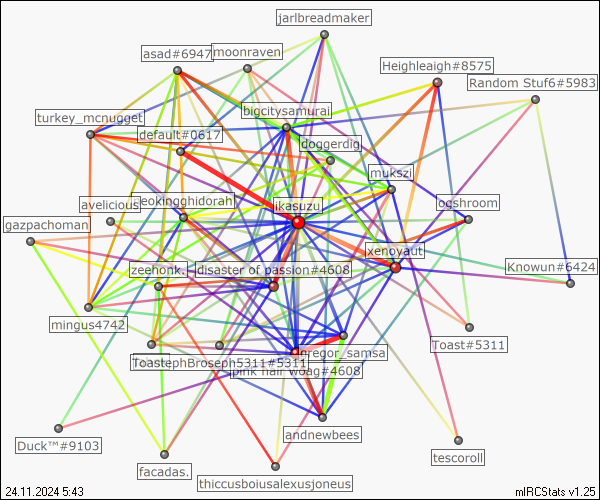 jarlbreadmaker
moonraven
asad#6947
Heighleaigh#8575
Random Stuf6#5983
bigcitysamurai
turkey_mcnugget
default#0617
doggerdig
mukszi
avelicious
eokingghidorah
ikasuzu
ogshroom
gazpachoman
xenoyaut
zeehonk.
disaster of passion#4608
Knowun#6424
mingus4742
Toast#5311
gregor_samsa
ToastephBroseph5311#5311
pink hair woag#4608
andnewbees
Duck™#9103
tescoroll
facadas.
thiccusboiusalexusjoneus
24.11.2024 5:43
mIRCStats v1.25